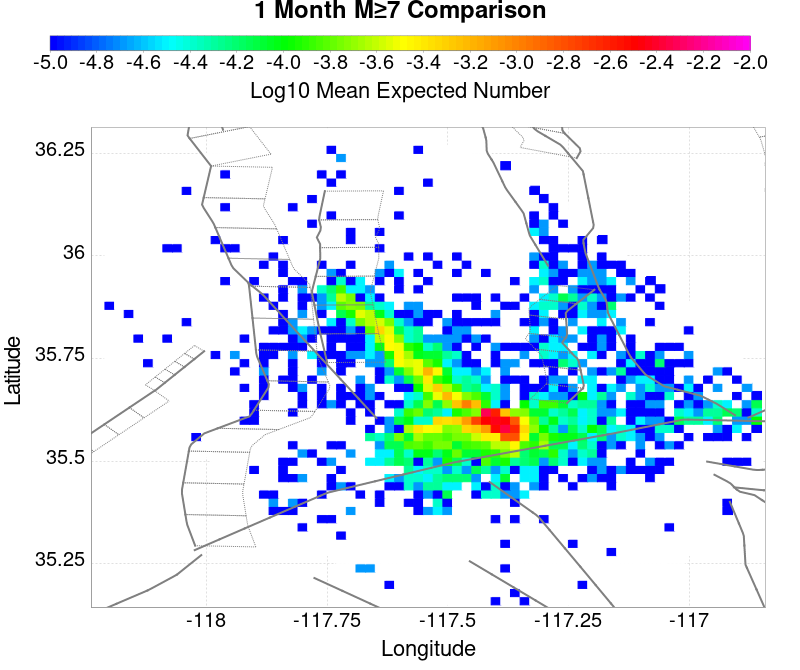 1 Month M≥7 Comparison
-5.0 -4.8 -4.6 -4.4 -4.2 -4.0 -3.8 -3.6 -3.4 -3.2 -3.0 -2.8 -2.6 -2.4 -2.2 -2.0
Log10 Mean Expected Number
36.25
36
35.75
35.5
35.25
Latitude
-118 -117.75 -117.5 -117.25 -117
Longitude